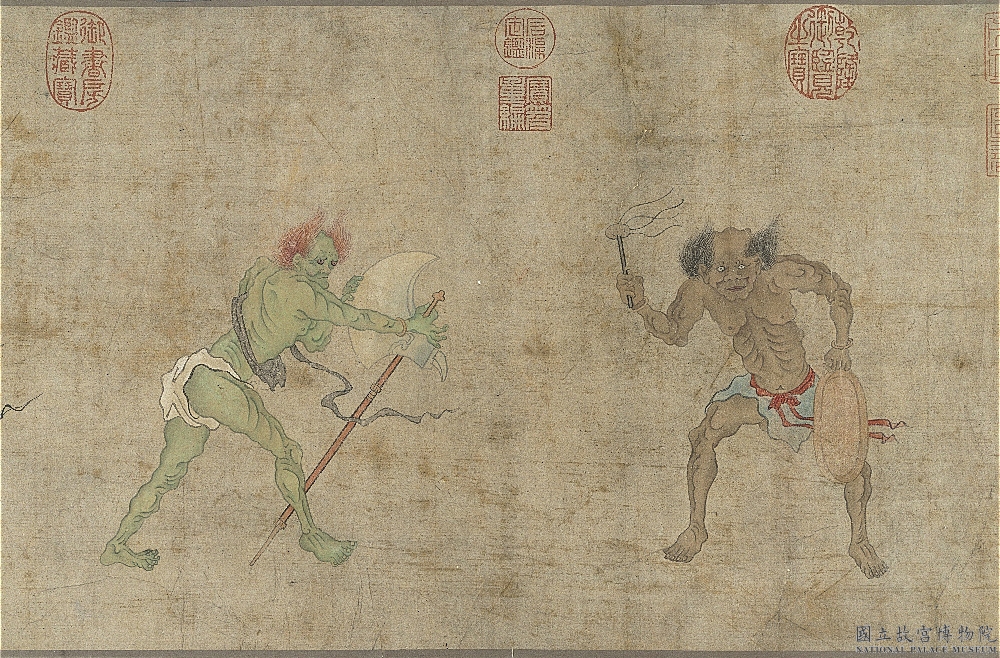 御書房
鑑藏寶
石渠
定鑑
寶笈
重編
乾隆
御覽
之寶
國立故宮博物院
NATIONAL PALACE MUSEUM